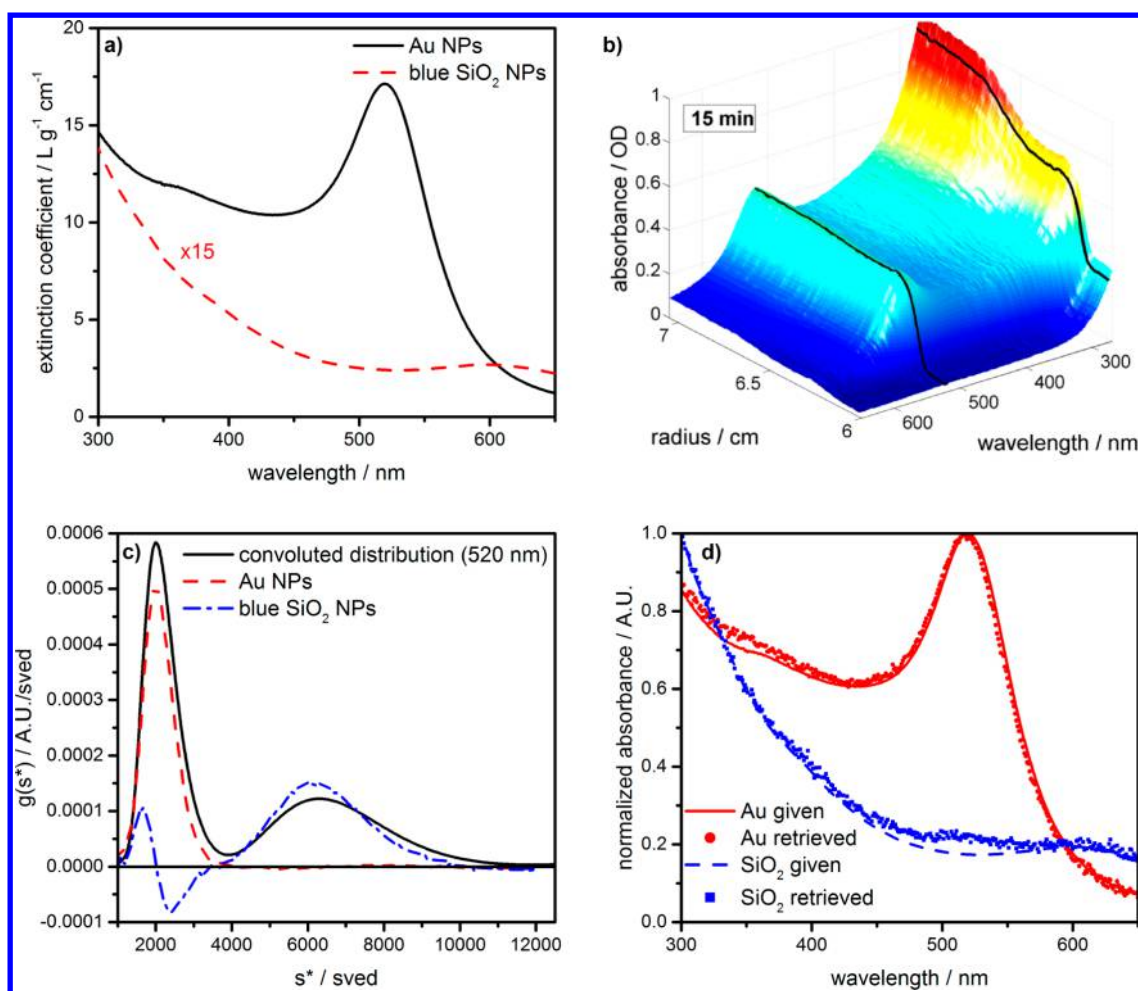 a)
Au NPs
blue SiO₂ NPs
x15
20
15
10
5
0
extinction coefficient / L g⁻¹ cm⁻¹
300 400 500 600
wavelength / nm
b)
15 min
1
0.8
0.6
0.4
0.2
0
absorbance / OD
7
6.5
6
radius / cm
600
500
400
300
wavelength / nm
c)
convoluted distribution (520 nm)
Au NPs
blue SiO₂ NPs
0.0006
0.0005
0.0004
0.0003
0.0002
0.0001
0.0000
-0.0001
g(s*) / A.U./sved
2000 4000 6000 8000 10000 12000
s* / sved
d)
1.0
0.8
0.6
0.4
0.2
0.0
normalized absorbance / A.U.
Au given
Au retrieved
SiO₂ given
SiO₂ retrieved
300 400 500 600
wavelength / nm